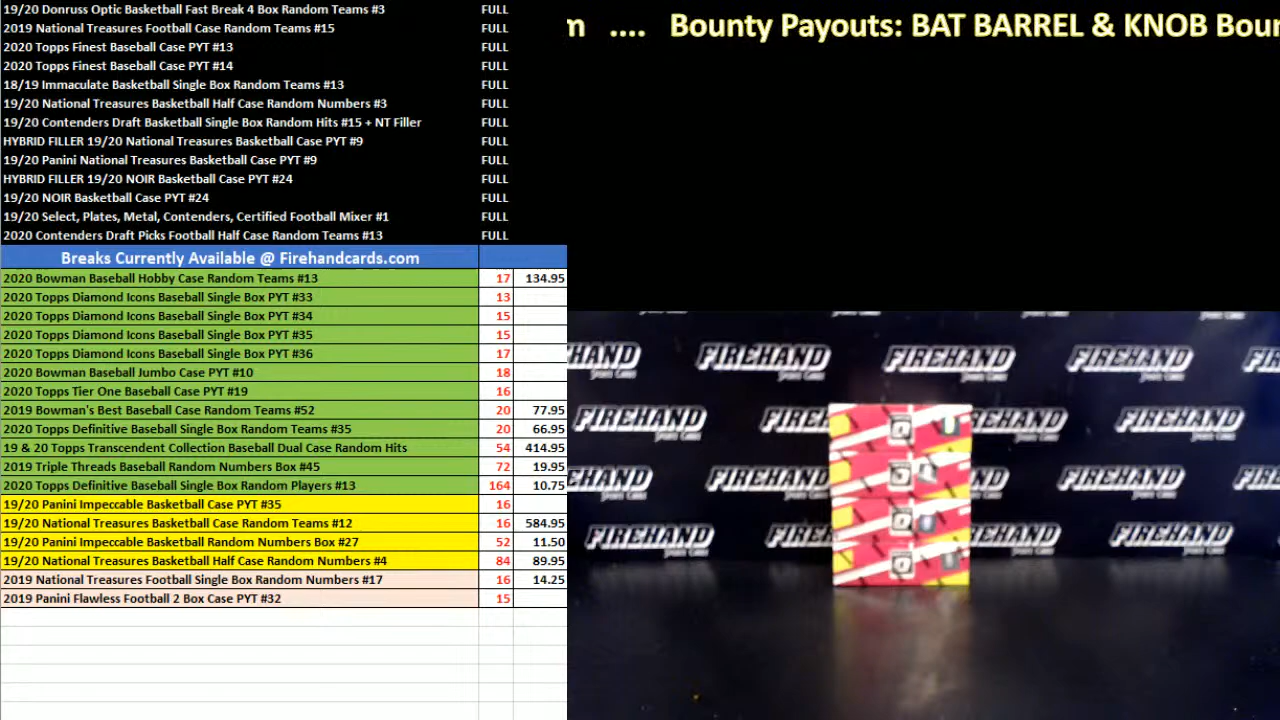 19/20 Donruss Optic Basketball Fast Break 4 Box Random Teams #3 FULL
2019 National Treasures Football Case Random Teams #15 FULL
2020 Topps Finest Baseball Case PYT #13 FULL
2020 Topps Finest Baseball Case PYT #14 FULL
18/19 Immaculate Basketball Single Box Random Teams #13 FULL
19/20 National Treasures Basketball Half Case Random Numbers #3 FULL
19/20 Contenders Draft Basketball Single Box Random Hits #15 + NT Filler FULL
HYBRID FILLER 19/20 National Treasures Basketball Case PYT #9 FULL
19/20 Panini National Treasures Basketball Case PYT #9 FULL
HYBRID FILLER 19/20 NOIR Basketball Case PYT #24 FULL
19/20 NOIR Basketball Case PYT #24 FULL
19/20 Select, Plates, Metal, Contenders, Certified Football Mixer #1 FULL
2020 Contenders Draft Picks Football Half Case Random Teams #13 FULL
Breaks Currently Available @ Firehandcards.com
2020 Bowman Baseball Hobby Case Random Teams #13 17 134.95
2020 Topps Diamond Icons Baseball Single Box PYT #33 13
2020 Topps Diamond Icons Baseball Single Box PYT #34 15
2020 Topps Diamond Icons Baseball Single Box PYT #35 15
2020 Topps Diamond Icons Baseball Single Box PYT #36 17
2020 Bowman Baseball Jumbo Case PYT #10 18
2020 Topps Tier One Baseball Case PYT #19 16
2019 Bowman's Best Baseball Case Random Teams #52 20 77.95
2020 Topps Definitive Baseball Single Box Random Teams #35 20 66.95
19 & 20 Topps Transcendent Collection Baseball Dual Case Random Hits 54 414.95
2019 Triple Threads Baseball Random Numbers Box #45 72 19.95
2020 Topps Definitive Baseball Single Box Random Players #13 164 10.75
19/20 Panini Impeccable Basketball Case PYT #35 16
19/20 National Treasures Basketball Case Random Teams #12 16 584.95
19/20 Panini Impeccable Basketball Random Numbers Box #27 52 11.50
19/20 National Treasures Basketball Half Case Random Numbers #4 84 89.95
2019 National Treasures Football Single Box Random Numbers #17 16 14.25
2019 Panini Flawless Football 2 Box Case PYT #32 15
m .... Bounty Payouts: BAT BARREL & KNOB Boun
FIREHAND FIREHAND FIREHAND
FIREHAND FIREHAND
FIREHAND FIREHAND
FIREHAND FIREHAND